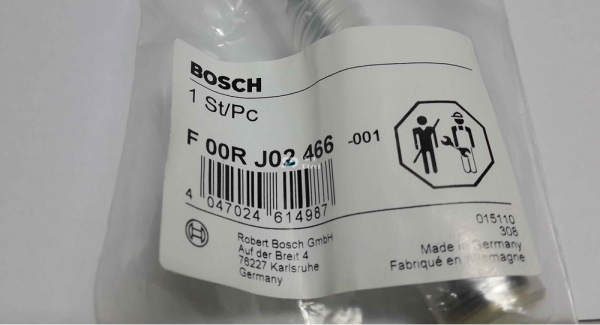 BOSCH
1 St/Pc
F 00R J02 466 -001
4 047024 614987
Robert Bosch GmbH
Auf der Breit 4
76227 Karlsruhe
Germany
015110
308
Made in Germany
Fabriqué en Allemagne